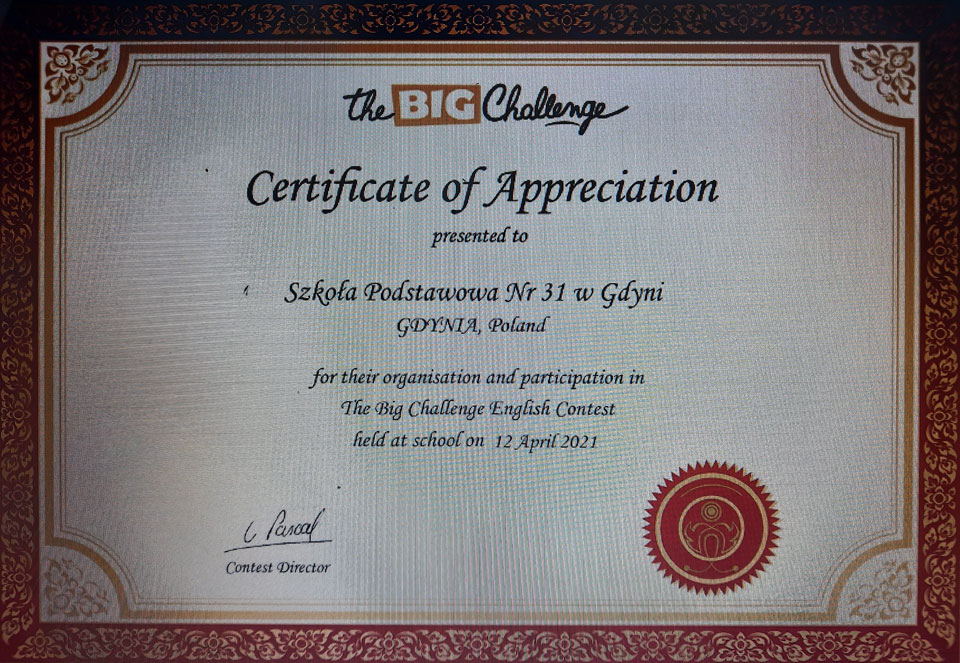 the BIG Challenge
Certificate of Appreciation
presented to
Szkoła Podstawowa Nr 31 w Gdyni
GDYNIA, Poland
for their organisation and participation in
The Big Challenge English Contest
held at school on 12 April 2021
C Pascal
Contest Director